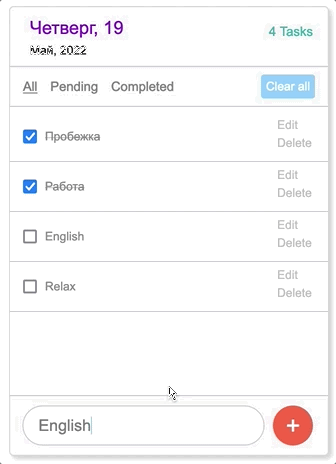 Четверг, 19
4 Tasks
Май, 2022
All Pending Completed Clear all
Пробежка
Edit
Delete
Работа
Edit
Delete
English
Edit
Delete
Relax
Edit
Delete
English
+